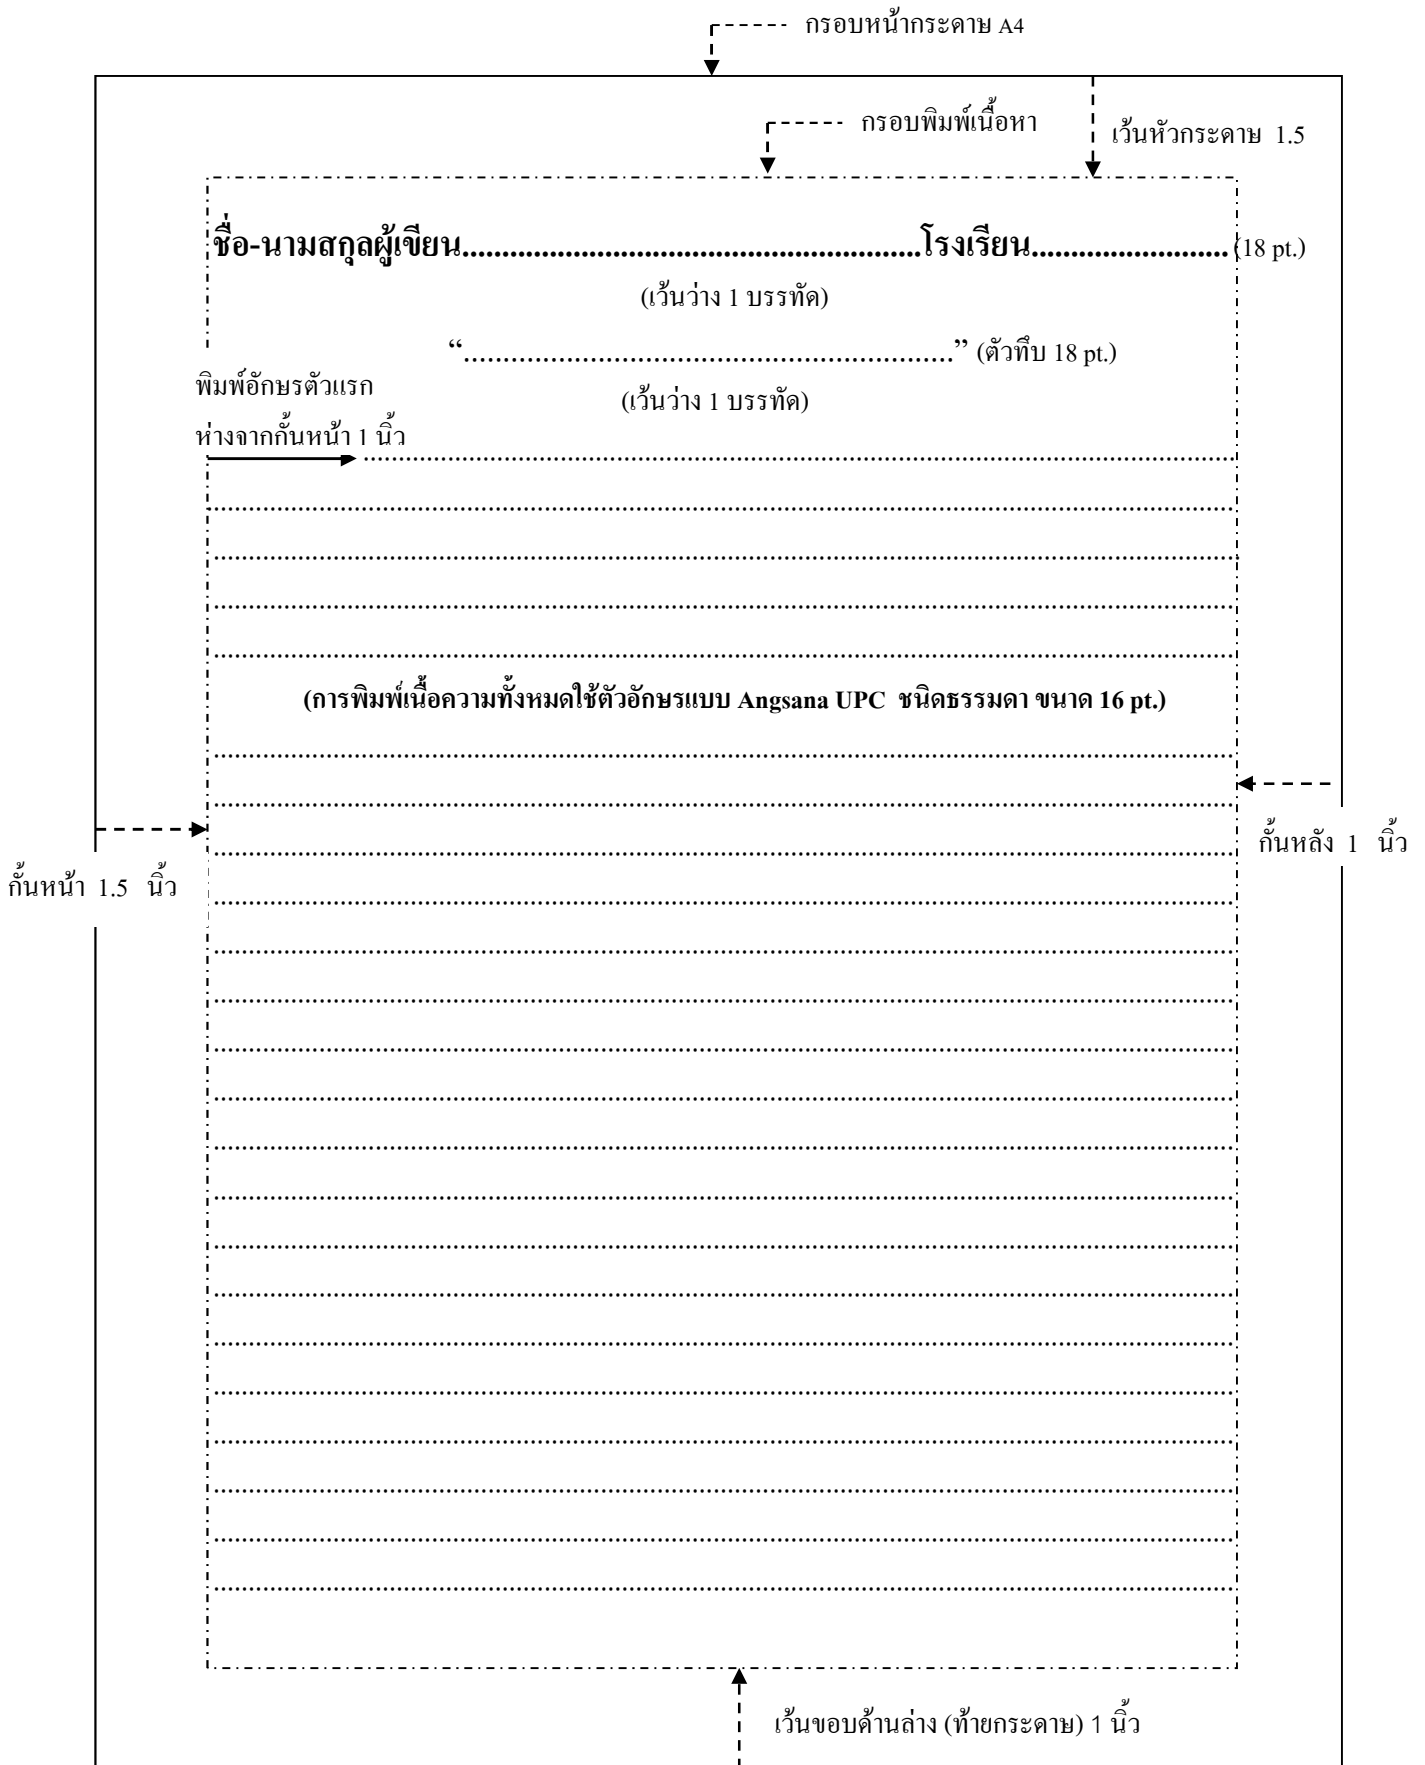 กรอบหน้ากระดาษ A4
กรอบพิมพ์เนื้อหา
เว้นหัวกระดาษ 1.5
ชื่อ-นามสกุลผู้เขียน..........................................................โรงเรียน......................... (18 pt.)
(เว้นว่าง 1 บรรทัด)
“..............................................................” (ตัวทึบ 18 pt.)
พิมพ์อักษรตัวแรก
(เว้นว่าง 1 บรรทัด)
ห่างจากกั้นหน้า 1 นิ้ว
(การพิมพ์เนื้อความทั้งหมดใช้ตัวอักษรแบบ Angsana UPC ชนิดธรรมดา ขนาด 16 pt.)
กั้นหลัง 1 นิ้ว
กั้นหน้า 1.5 นิ้ว
เว้นขอบด้านล่าง (ท้ายกระดาษ) 1 นิ้ว